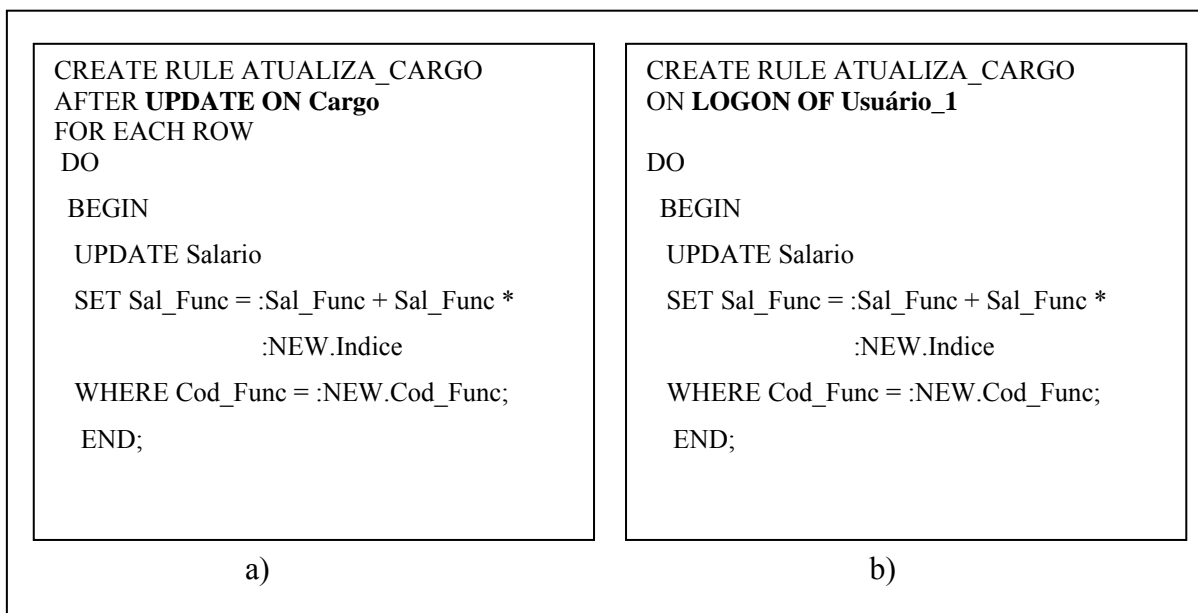 CREATE RULE ATUALIZA_CARGO
AFTER UPDATE ON Cargo
FOR EACH ROW
DO
BEGIN
UPDATE Salario
SET Sal_Func = :Sal_Func + Sal_Func *
:NEW.Indice
WHERE Cod_Func = :NEW.Cod_Func;
END;
a)
CREATE RULE ATUALIZA_CARGO
ON LOGON OF Usuário_1
DO
BEGIN
UPDATE Salario
SET Sal_Func = :Sal_Func + Sal_Func *
:NEW.Indice
WHERE Cod_Func = :NEW.Cod_Func;
END;
b)